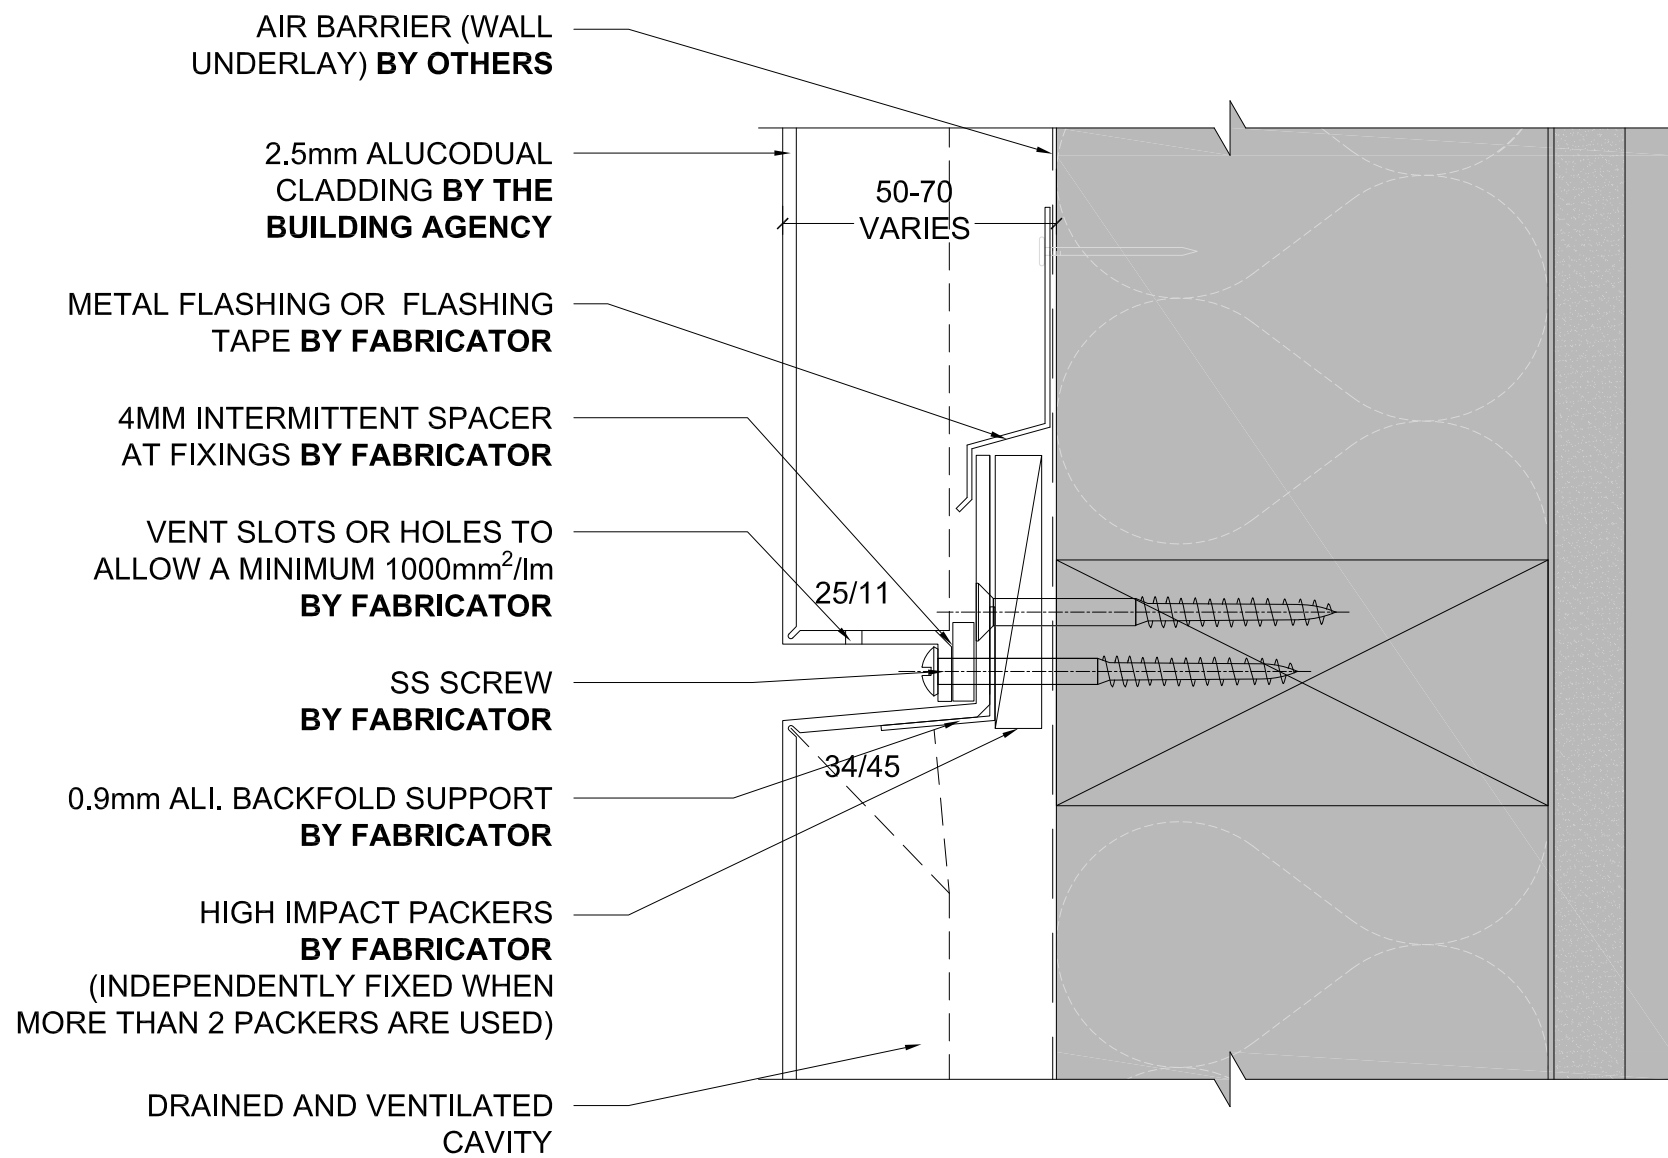 AIR BARRIER (WALL
UNDERLAY) BY OTHERS
2.5mm ALUCODUAL
CLADDING BY THE
BUILDING AGENCY
50-70
VARIES
METAL FLASHING OR FLASHING
TAPE BY FABRICATOR
4MM INTERMITTENT SPACER
AT FIXINGS BY FABRICATOR
VENT SLOTS OR HOLES TO
ALLOW A MINIMUM 1000mm²/lm
BY FABRICATOR
25/11
SS SCREW
BY FABRICATOR
34/45
0.9mm ALI. BACKFOLD SUPPORT
BY FABRICATOR
HIGH IMPACT PACKERS
BY FABRICATOR
(INDEPENDENTLY FIXED WHEN
MORE THAN 2 PACKERS ARE USED)
DRAINED AND VENTILATED
CAVITY